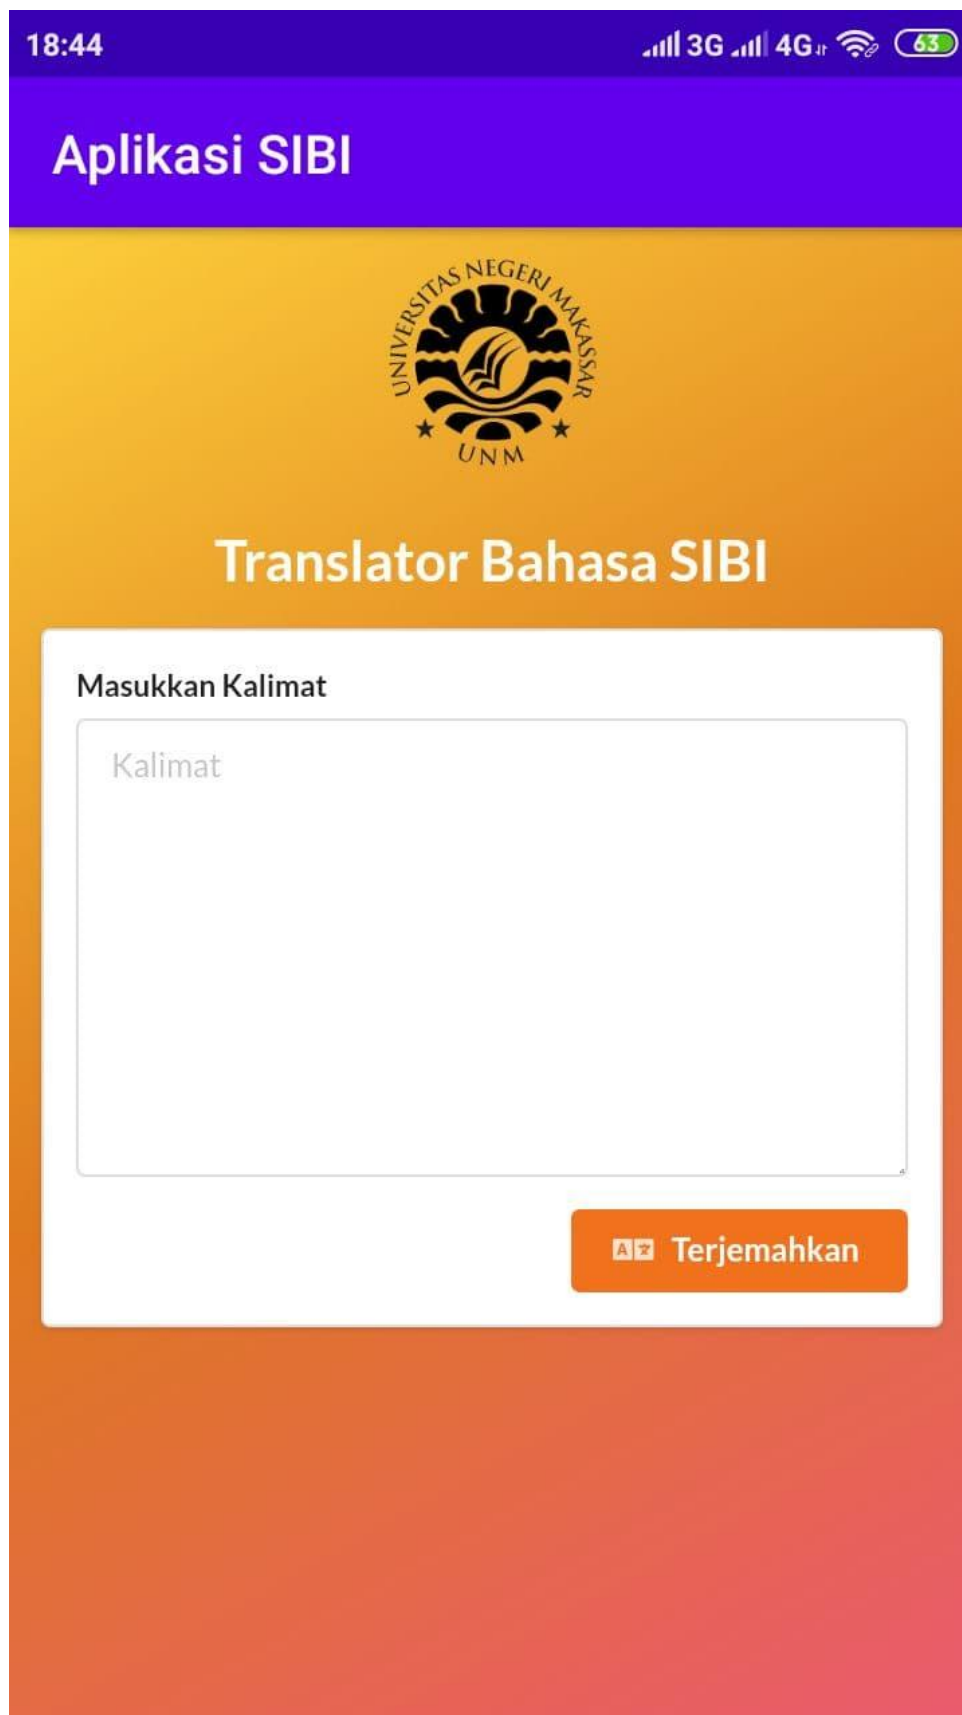 18:44 3G 4G 63
Aplikasi SIBI
UNIVERSITAS NEGERI MAKASSAR
UNM
Translator Bahasa SIBI
Masukkan Kalimat
Kalimat
Terjemahkan